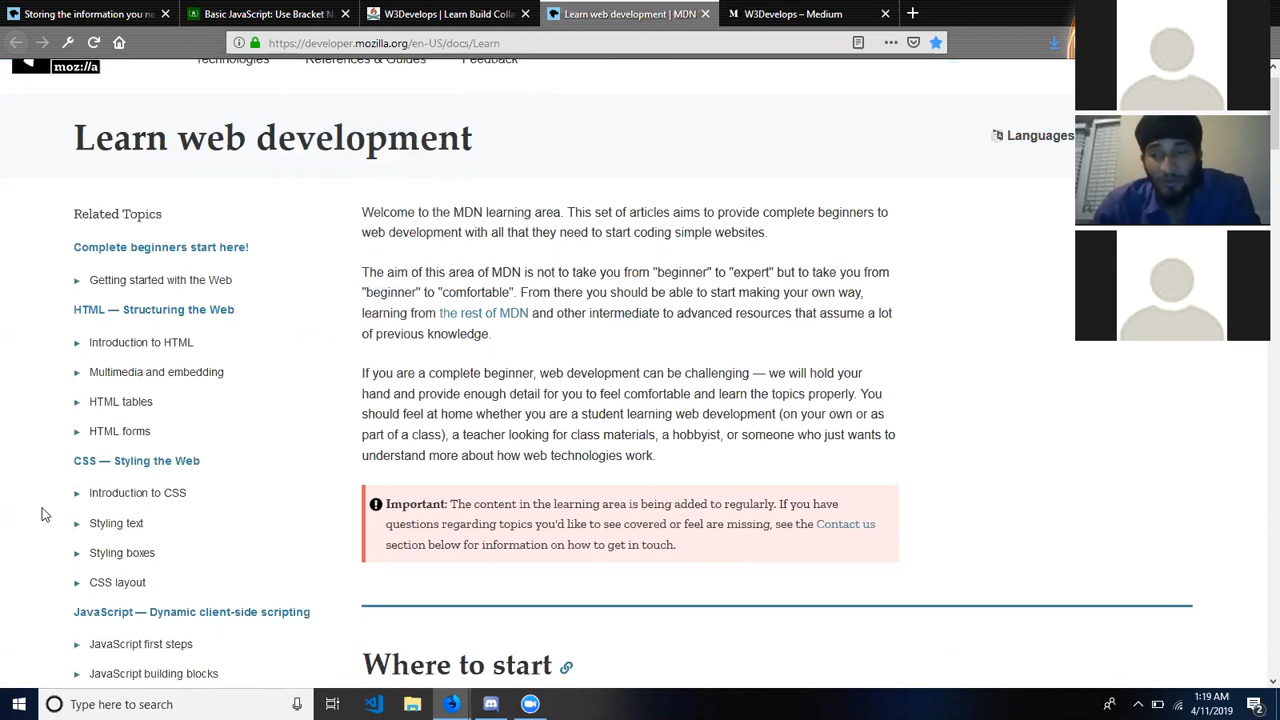 Storing the information you ne
Basic JavaScript: Use Bracket N
W3Develops | Learn Build Collab
Learn web development | MDN
W3Develops – Medium
https://developer.mozilla.org/en-US/docs/Learn
moz://a
Technologies
References & Guides
Feedback
Learn web development
Languages
Related Topics
Complete beginners start here!
Getting started with the Web
HTML — Structuring the Web
Introduction to HTML
Multimedia and embedding
HTML tables
HTML forms
CSS — Styling the Web
Introduction to CSS
Styling text
Styling boxes
CSS layout
JavaScript — Dynamic client-side scripting
JavaScript first steps
JavaScript building blocks
Welcome to the MDN learning area. This set of articles aims to provide complete beginners to
web development with all that they need to start coding simple websites.
The aim of this area of MDN is not to take you from "beginner" to "expert" but to take you from
"beginner" to "comfortable". From there you should be able to start making your own way,
learning from the rest of MDN and other intermediate to advanced resources that assume a lot
of previous knowledge.
If you are a complete beginner, web development can be challenging — we will hold your
hand and provide enough detail for you to feel comfortable and learn the topics properly. You
should feel at home whether you are a student learning web development (on your own or as
part of a class), a teacher looking for class materials, a hobbyist, or someone who just wants to
understand more about how web technologies work.
Important: The content in the learning area is being added to regularly. If you have
questions regarding topics you'd like to see covered or feel are missing, see the Contact us
section below for information on how to get in touch.
Where to start
Type here to search
1:19 AM
4/11/2019
2